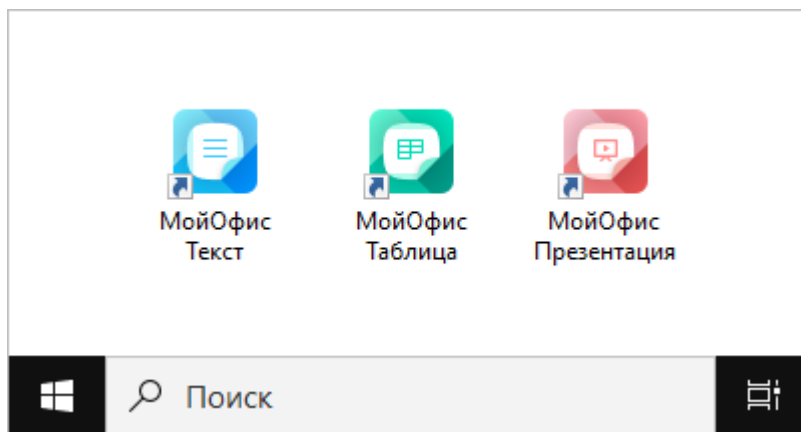 МойОфис
Текст
МойОфис
Таблица
МойОфис
Презентация
Поиск